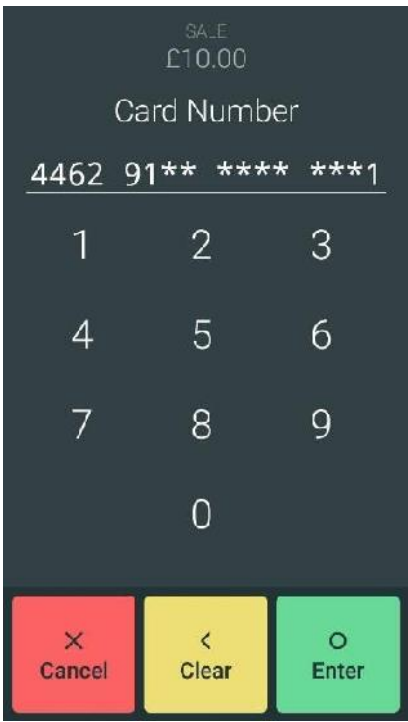 SALE
£10.00
Card Number
4462 91** **** ***1
1 2 3
4 5 6
7 8 9
0
× < O
Cancel Clear Enter